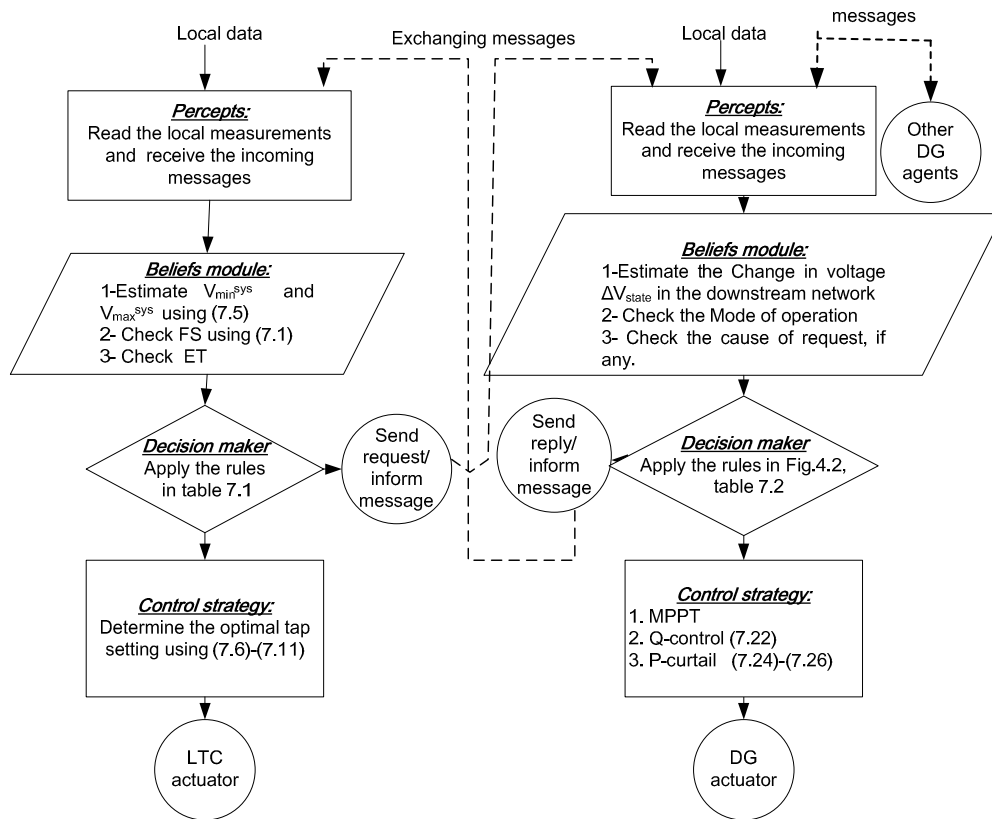 Local data
Percepts:
Read the local measurements
and receive the incoming
messages
Beliefs module:
1-Estimate Vminsys and
Vmaxsys using (7.5)
2- Check FS using (7.1)
3- Check ET
Decision maker
Apply the rules
in table 7.1
Send
request/
inform
message
Control strategy:
Determine the optimal tap
setting using (7.6)-(7.11)
LTC
actuator
Exchanging messages
Local data
messages
Percepts:
Read the local measurements
and receive the incoming
messages
Other
DG
agents
Beliefs module:
1-Estimate the Change in voltage
ΔVstate in the downstream network
2- Check the Mode of operation
3- Check the cause of request, if
any.
Send
reply/
inform
message
Decision maker
Apply the rules in Fig.4.2,
table 7.2
Control strategy:
1. MPPT
2. Q-control (7.22)
3. P-curtail (7.24)-(7.26)
DG
actuator